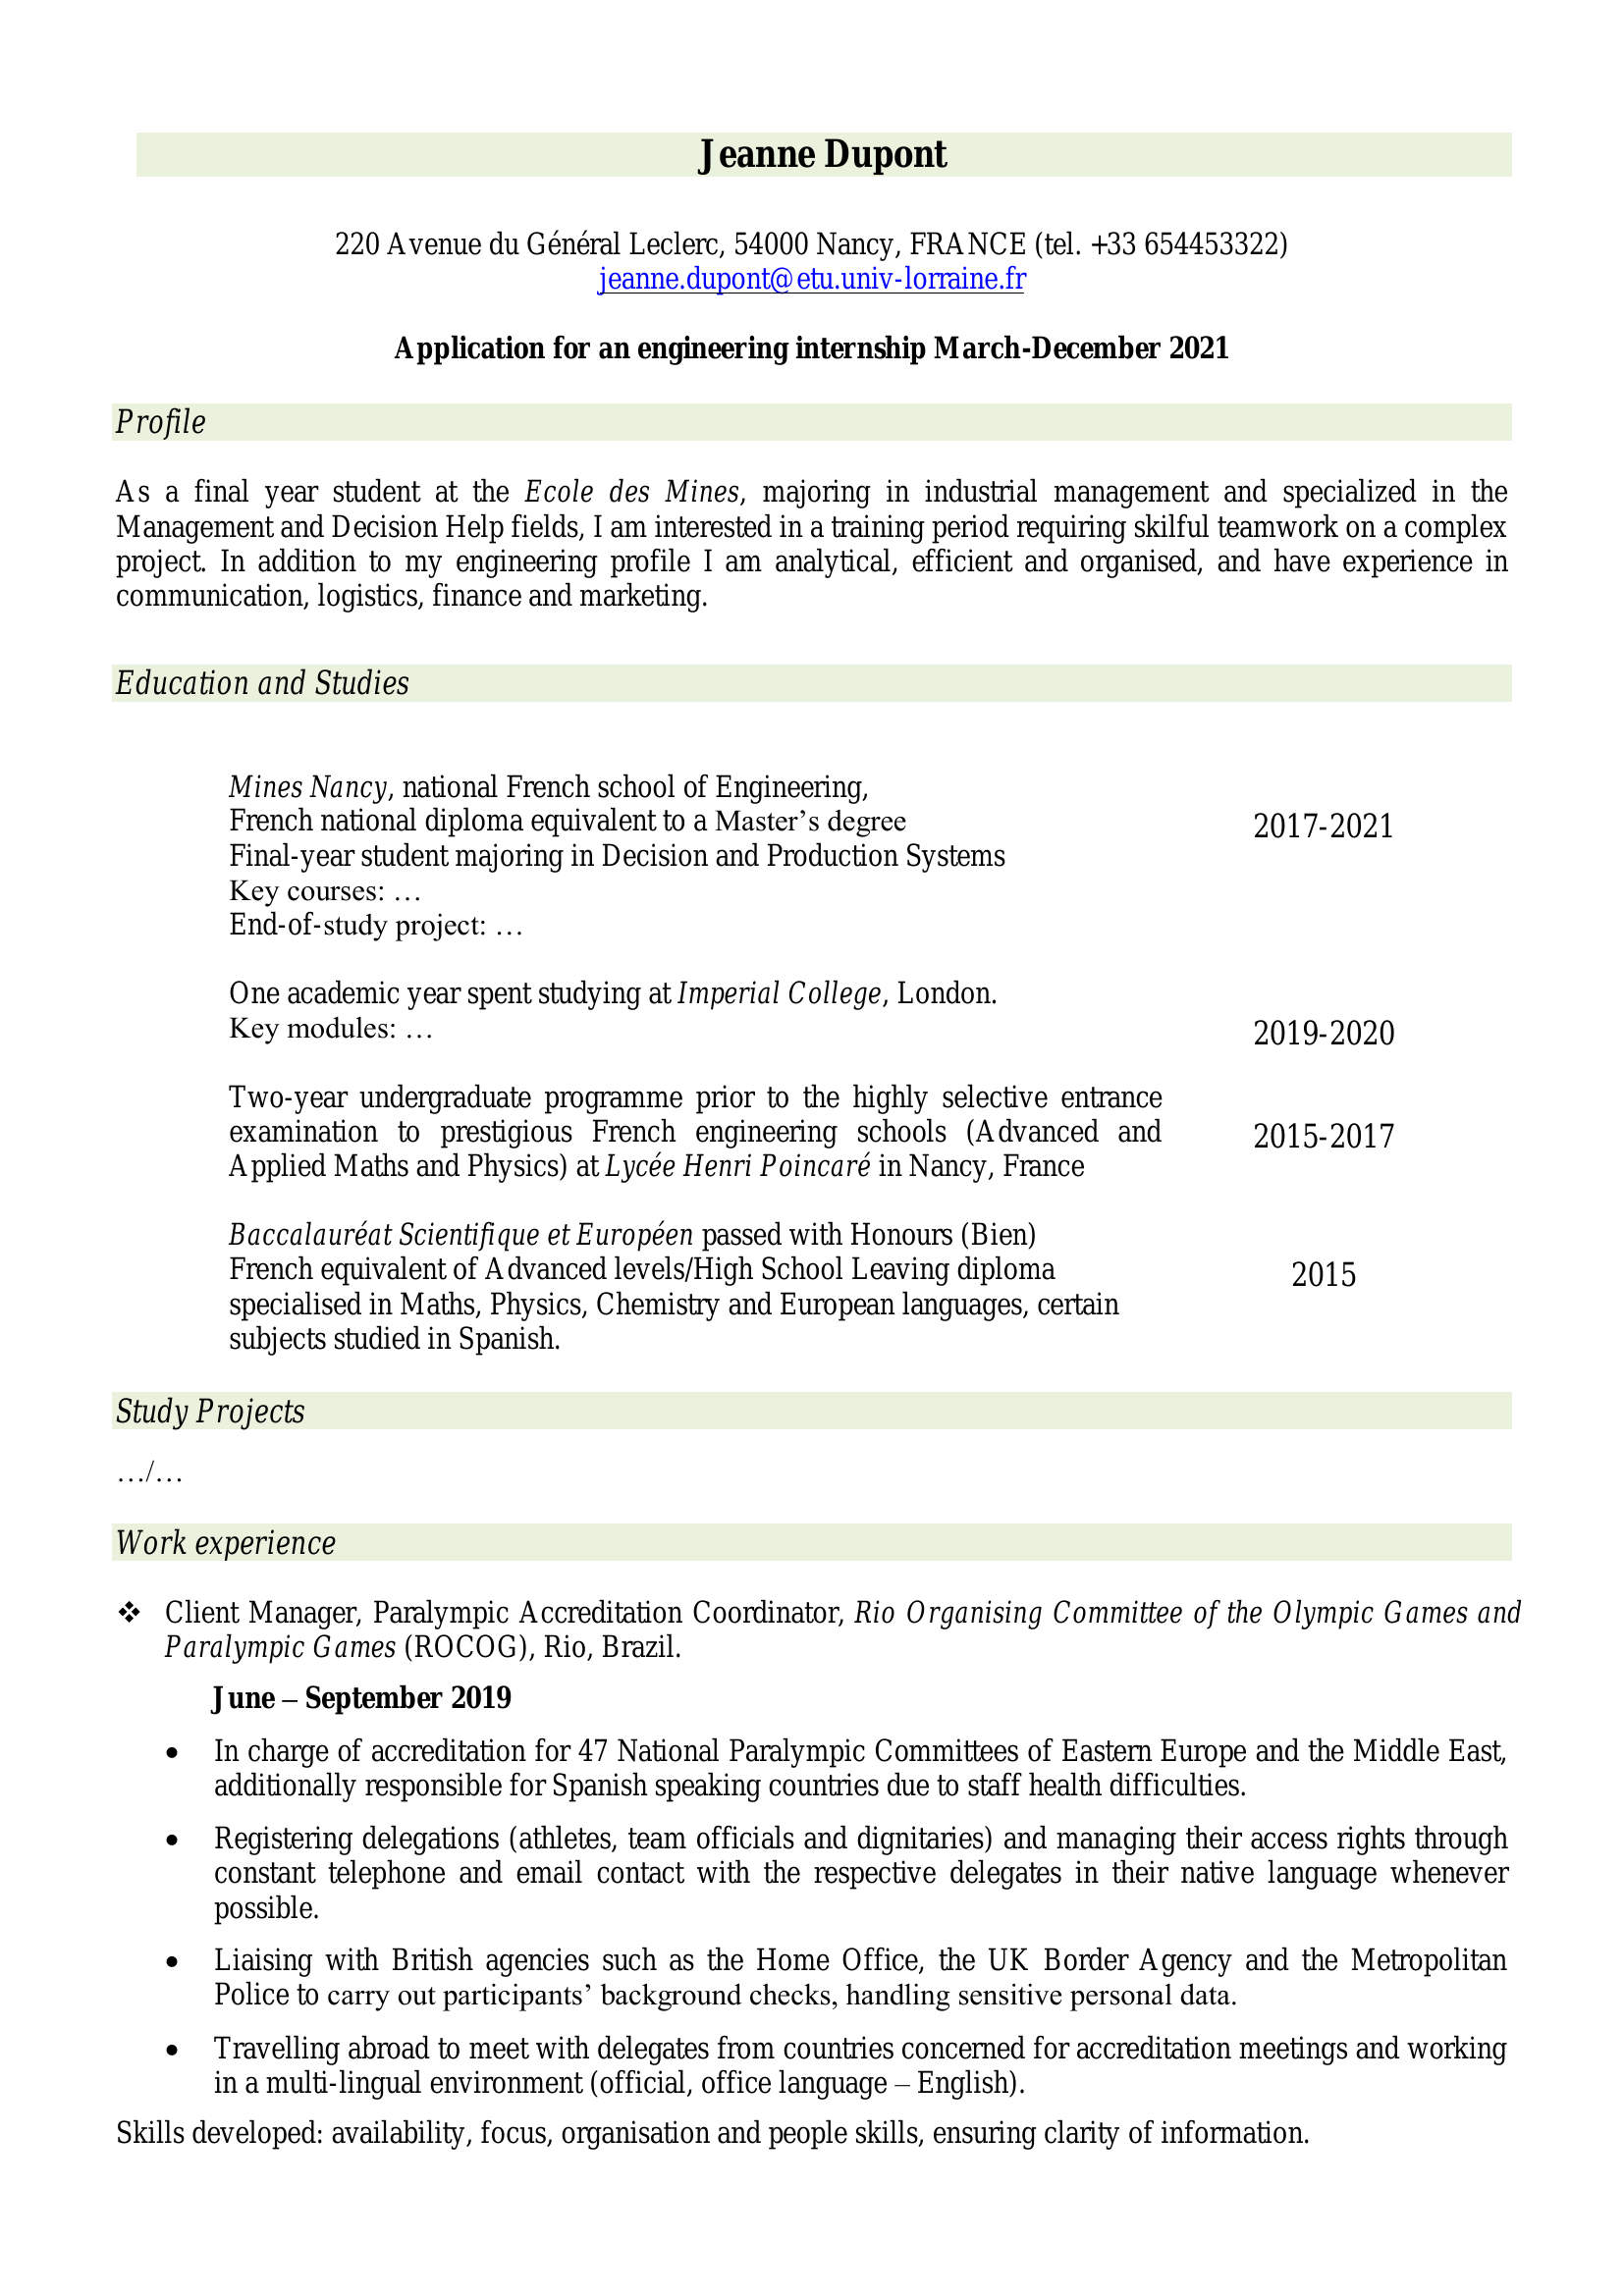 Jeanne Dupont
220 Avenue du Général Leclerc, 54000 Nancy, FRANCE (tel. +33 654453322)
jeanne.dupont@etu.univ-lorraine.fr
Application for an engineering internship March-December 2021
Profile
As a final year student at the Ecole des Mines, majoring in industrial management and specialized in the
Management and Decision Help fields, I am interested in a training period requiring skilful teamwork on a complex
project. In addition to my engineering profile I am analytical, efficient and organised, and have experience in
communication, logistics, finance and marketing.
Education and Studies
Mines Nancy, national French school of Engineering,
French national diploma equivalent to a Master’s degree
2017-2021
Final-year student majoring in Decision and Production Systems
Key courses: …
End-of-study project: …
One academic year spent studying at Imperial College, London.
Key modules: …
2019-2020
Two-year undergraduate programme prior to the highly selective entrance
examination to prestigious French engineering schools (Advanced and
2015-2017
Applied Maths and Physics) at Lycée Henri Poincaré in Nancy, France
Baccalauréat Scientifique et Européen passed with Honours (Bien)
French equivalent of Advanced levels/High School Leaving diploma
2015
specialised in Maths, Physics, Chemistry and European languages, certain
subjects studied in Spanish.
Study Projects
…/…
Work experience
❖ Client Manager, Paralympic Accreditation Coordinator, Rio Organising Committee of the Olympic Games and
Paralympic Games (ROCOG), Rio, Brazil.
June – September 2019
• In charge of accreditation for 47 National Paralympic Committees of Eastern Europe and the Middle East,
additionally responsible for Spanish speaking countries due to staff health difficulties.
• Registering delegations (athletes, team officials and dignitaries) and managing their access rights through
constant telephone and email contact with the respective delegates in their native language whenever
possible.
• Liaising with British agencies such as the Home Office, the UK Border Agency and the Metropolitan
Police to carry out participants’ background checks, handling sensitive personal data.
• Travelling abroad to meet with delegates from countries concerned for accreditation meetings and working
in a multi-lingual environment (official, office language – English).
Skills developed: availability, focus, organisation and people skills, ensuring clarity of information.